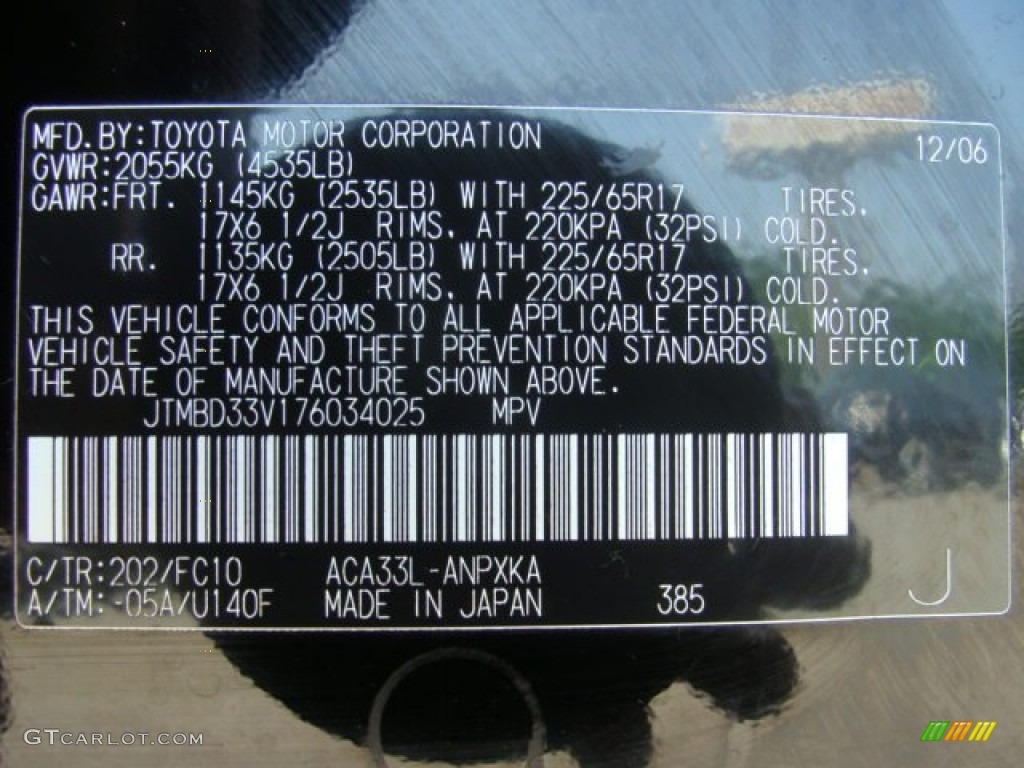 MFD.BY:TOYOTA MOTOR CORPORATION 12/06
GVWR:2055KG (4535LB)
GAWR:FRT. 1145KG (2535LB) WITH 225/65R17 TIRES.
17X6 1/2J RIMS. AT 220KPA (32PSI) COLD.
RR. 1135KG (2505LB) WITH 225/65R17 TIRES.
17X6 1/2J RIMS. AT 220KPA (32PSI) COLD.
THIS VEHICLE CONFORMS TO ALL APPLICABLE FEDERAL MOTOR
VEHICLE SAFETY AND THEFT PREVENTION STANDARDS IN EFFECT ON
THE DATE OF MANUFACTURE SHOWN ABOVE.
JTMBD33V176034025 MPV
C/TR:202/FC10 ACA33L-ANPXKA
A/TM:-05A/U140F MADE IN JAPAN 385 J
GTCARLOT.COM